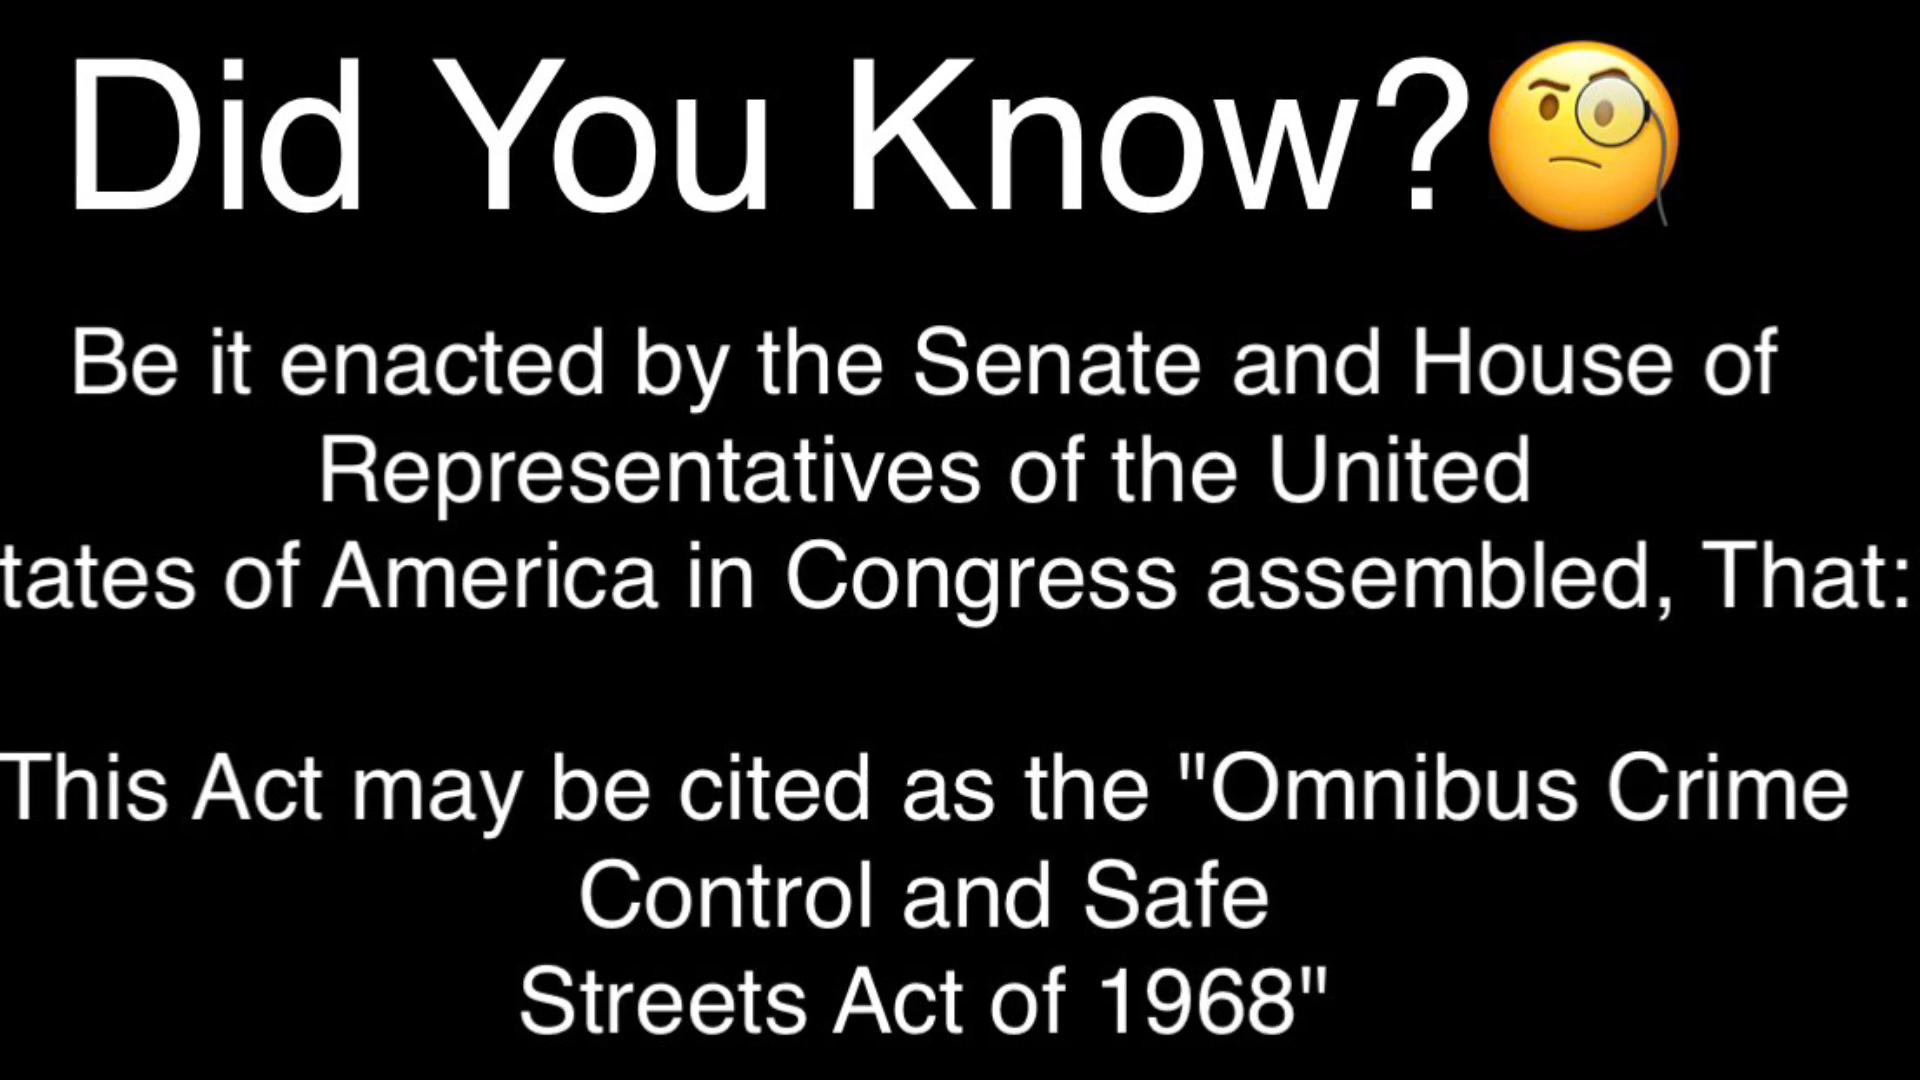 Did You Know?🧐
Be it enacted by the Senate and House of
Representatives of the United
tates of America in Congress assembled, That:
This Act may be cited as the "Omnibus Crime
Control and Safe
Streets Act of 1968"